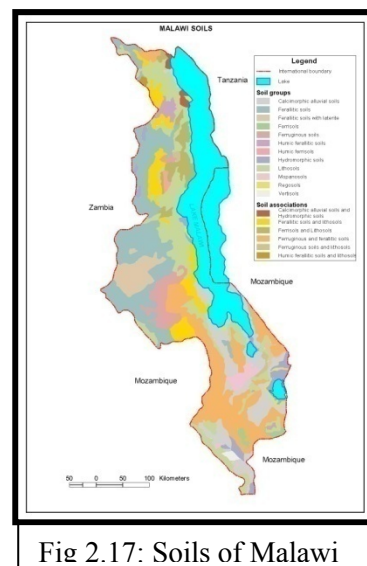 MALAWI SOILS
Tanzania
Legend
International boundary
Lake
Soil groups
Calcimorphic alluvial soils
Ferallitic soils
Ferallitic soils with laterite
Ferrisols
Ferruginous soils
Humic ferallitic soils
Humic ferrisols
Hydromorphic soils
Lithosols
Mopanosols
Regosols
Vertisols
Soil associations
Calcimorphic alluvial soils and
Hydromorphic soils
Ferallitic soils and lithosols
Ferrisols and Lithosols
Ferruginous and ferallitic soils
Ferruginous soils and lithosols
Humic ferallitic soils and lithosols
Zambia
LAKE MALAWI
Mozambique
Mozambique
Mozambique
50 25 0 50 100 Kilometers
Fig 2.17: Soils of Malawi